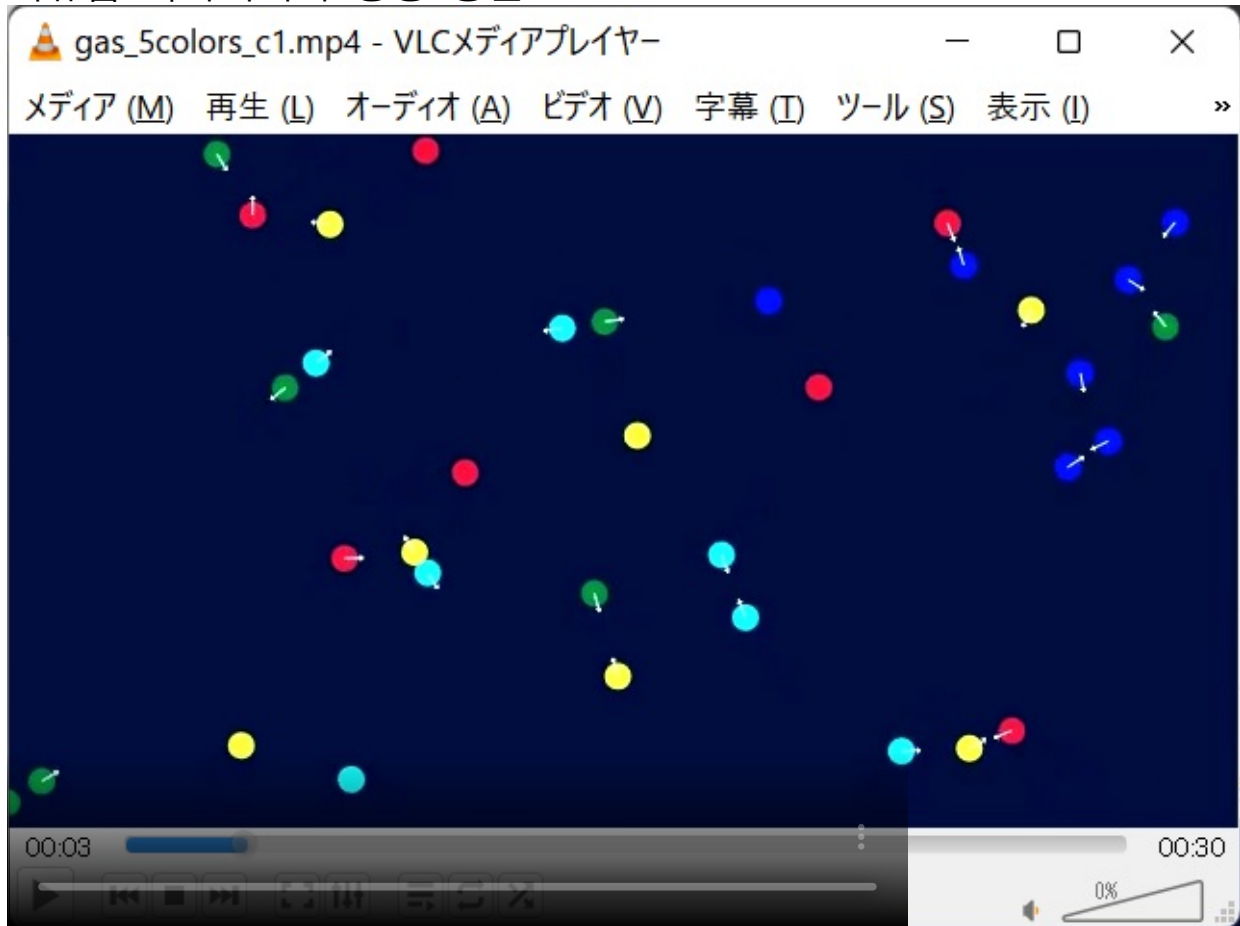 gas_5colors_c1.mp4 - VLCメディアプレイヤー
メディア (M) 再生 (L) オーディオ (A) ビデオ (V) 字幕 (T) ツール (S) 表示 (I) »
00:03 00:30
0%